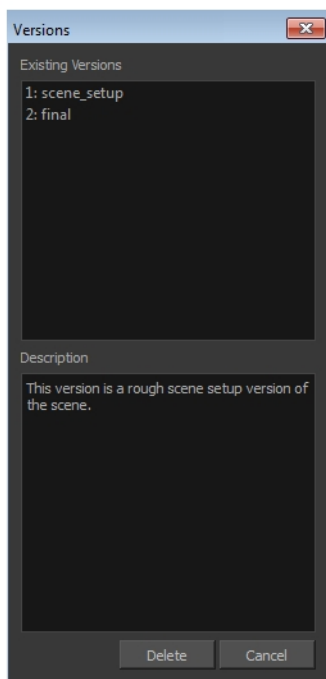 Versions
Existing Versions
1: scene_setup
2: final
Description
This version is a rough scene setup version of
the scene.
Delete Cancel